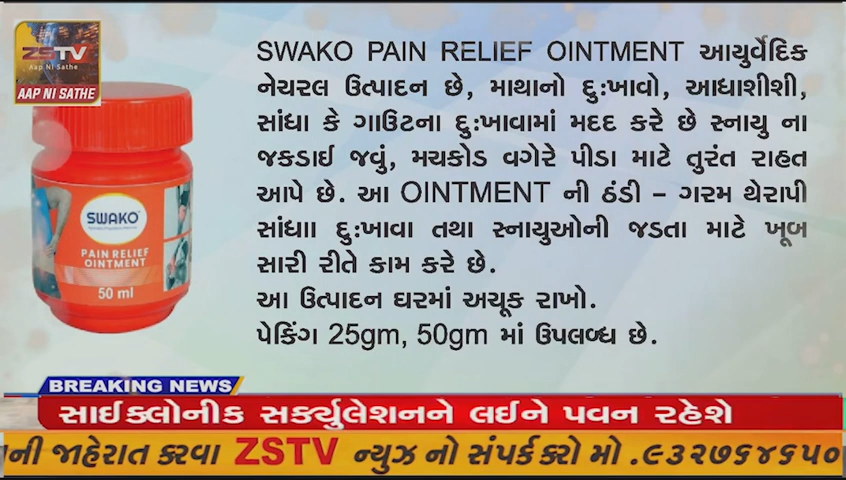 ZSTV
Aap Ni Sathe
AAP NI SATHE
SWAKO PAIN RELIEF OINTMENT આયુર્વેદિક
નેચરલ ઉત્પાદન છે, માથાનો દુઃખાવો, આધાશીશી,
સાંધા કે ગાઉટના દુઃખાવામાં મદદ કરે છે સ્નાયુ ના
જકડાઈ જવું, મચકોડ વગેરે પીડા માટે તુરંત રાહત
આપે છે. આ OINTMENT ની ઠંડી – ગરમ થેરાપી
સાંધાા દુઃખાવા તથા સ્નાયુઓની જડતા માટે ખૂબ
સારી રીતે કામ કરે છે.
આ ઉત્પાદન ઘરમાં અચૂક રાખો.
પેકિંગ 25gm, 50gm માં ઉપલબ્ધ છે.
SWAKO
PAIN RELIEF
OINTMENT
50 ml
BREAKING NEWS
સાઈક્લોનીક સર્ક્યુલેશનને લઈને પવન રહેશે
ની જાહેરાત કરવા ZSTV ન્યુઝ નો સંપર્ક કરો મો .૯૩૨૭૬૪૬૫૦